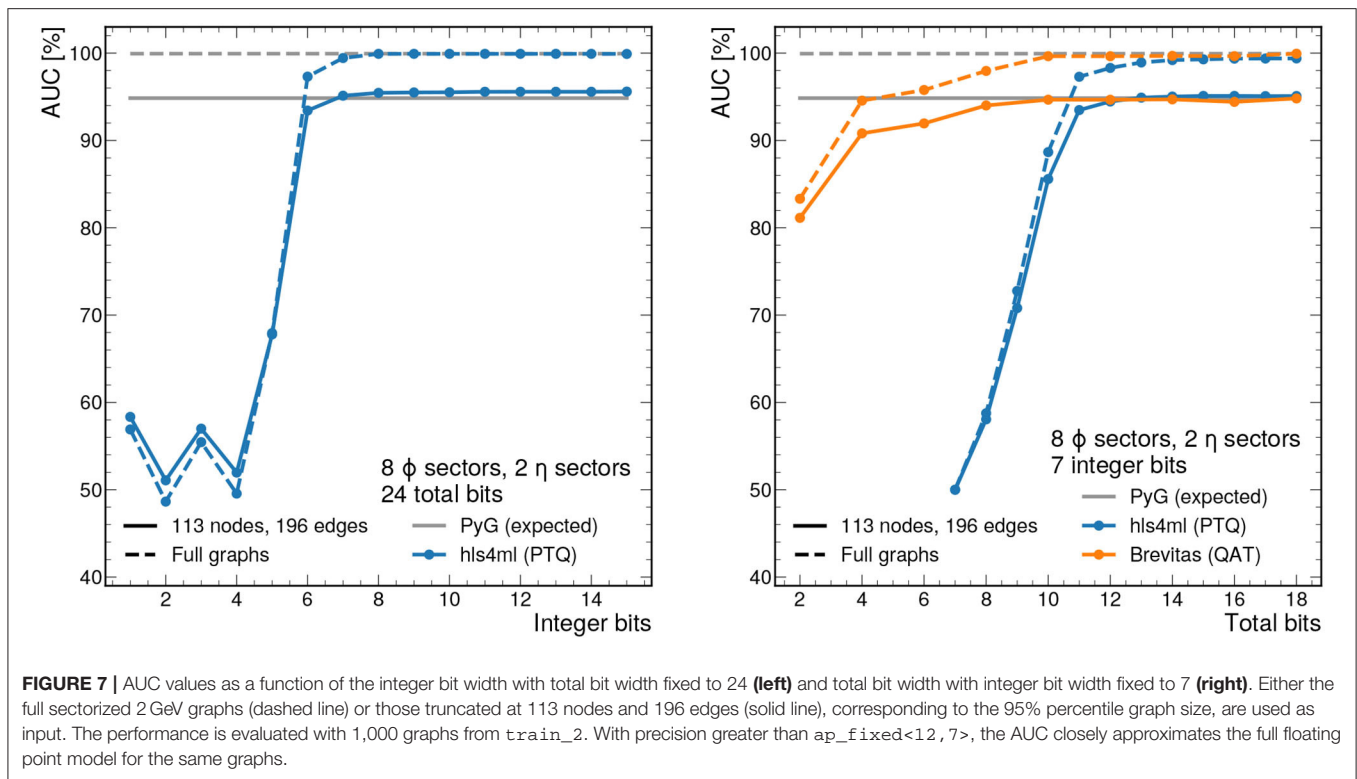 AUC [%]
100
90
80
70
60
50
40
2
4
6
8
10
12
14
Integer bits
8 ϕ sectors, 2 η sectors
24 total bits
113 nodes, 196 edges
Full graphs
PyG (expected)
hls4ml (PTQ)
AUC [%]
100
90
80
70
60
50
40
2
4
6
8
10
12
14
16
18
Total bits
8 ϕ sectors, 2 η sectors
7 integer bits
113 nodes, 196 edges
Full graphs
PyG (expected)
hls4ml (PTQ)
Brevitas (QAT)
FIGURE 7 | AUC values as a function of the integer bit width with total bit width fixed to 24 (left) and total bit width with integer bit width fixed to 7 (right). Either the
full sectorized 2 GeV graphs (dashed line) or those truncated at 113 nodes and 196 edges (solid line), corresponding to the 95% percentile graph size, are used as
input. The performance is evaluated with 1,000 graphs from train_2. With precision greater than ap_fixed<12,7>, the AUC closely approximates the full floating
point model for the same graphs.